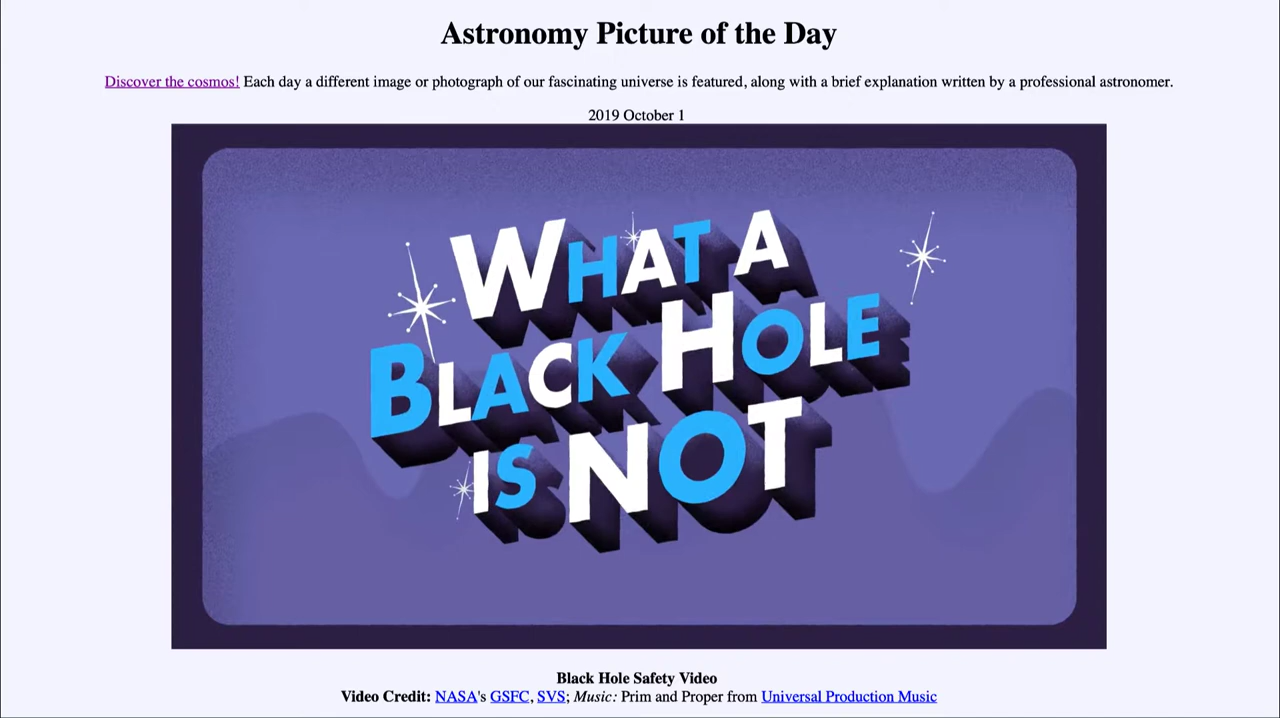 Astronomy Picture of the Day
Discover the cosmos! Each day a different image or photograph of our fascinating universe is featured, along with a brief explanation written by a professional astronomer.
2019 October 1
WHAT A
BLACK HOLE
IS NOT
Black Hole Safety Video
Video Credit: NASA's GSFC, SVS; Music: Prim and Proper from Universal Production Music